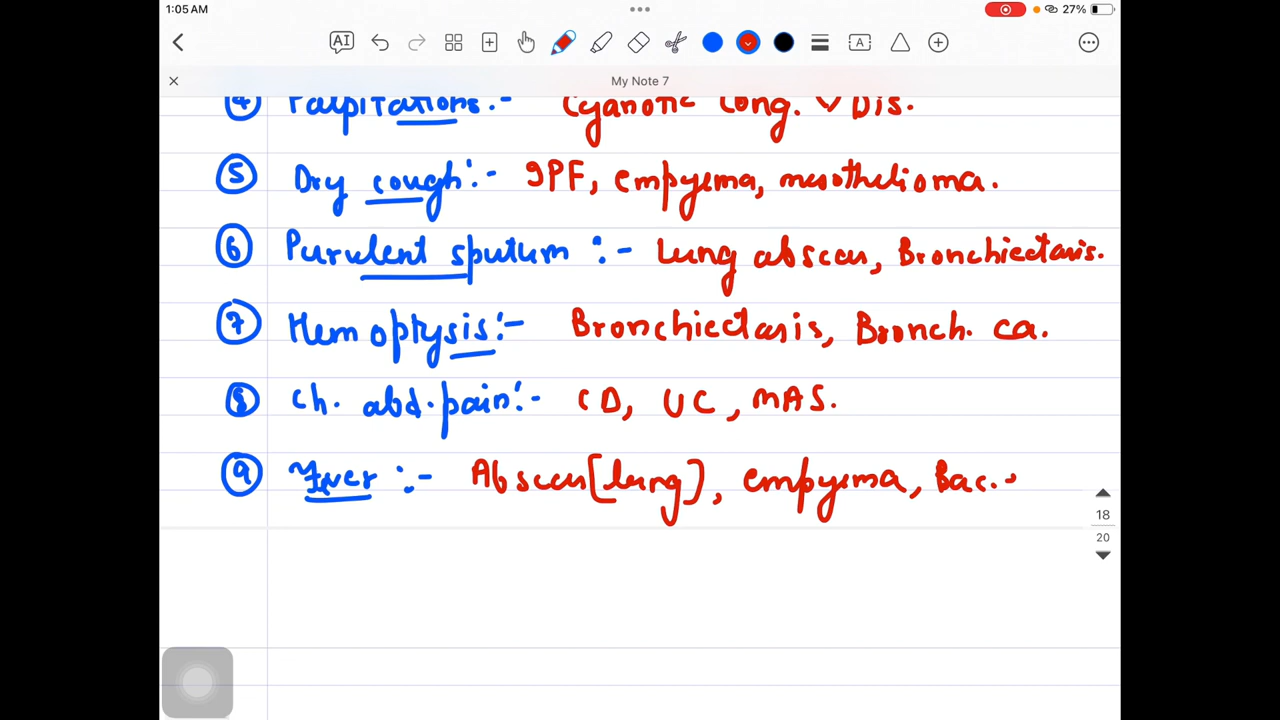 1:05 AM
27%
AI
A
My Note 7
④ Palpitations :- Cyanotic Cong. ♡ Dis.
⑤ Dry cough :- IPF, empyema, mesothelioma.
⑥ Purulent sputum :- Lung abscess, Bronchiectasis.
⑦ Hemoptysis :- Bronchiectasis, Bronch. ca.
⑧ Ch. abd. pain :- CD, UC, MAS.
⑨ Fever :- Abscess [lung], empyema, Bac.
18
20